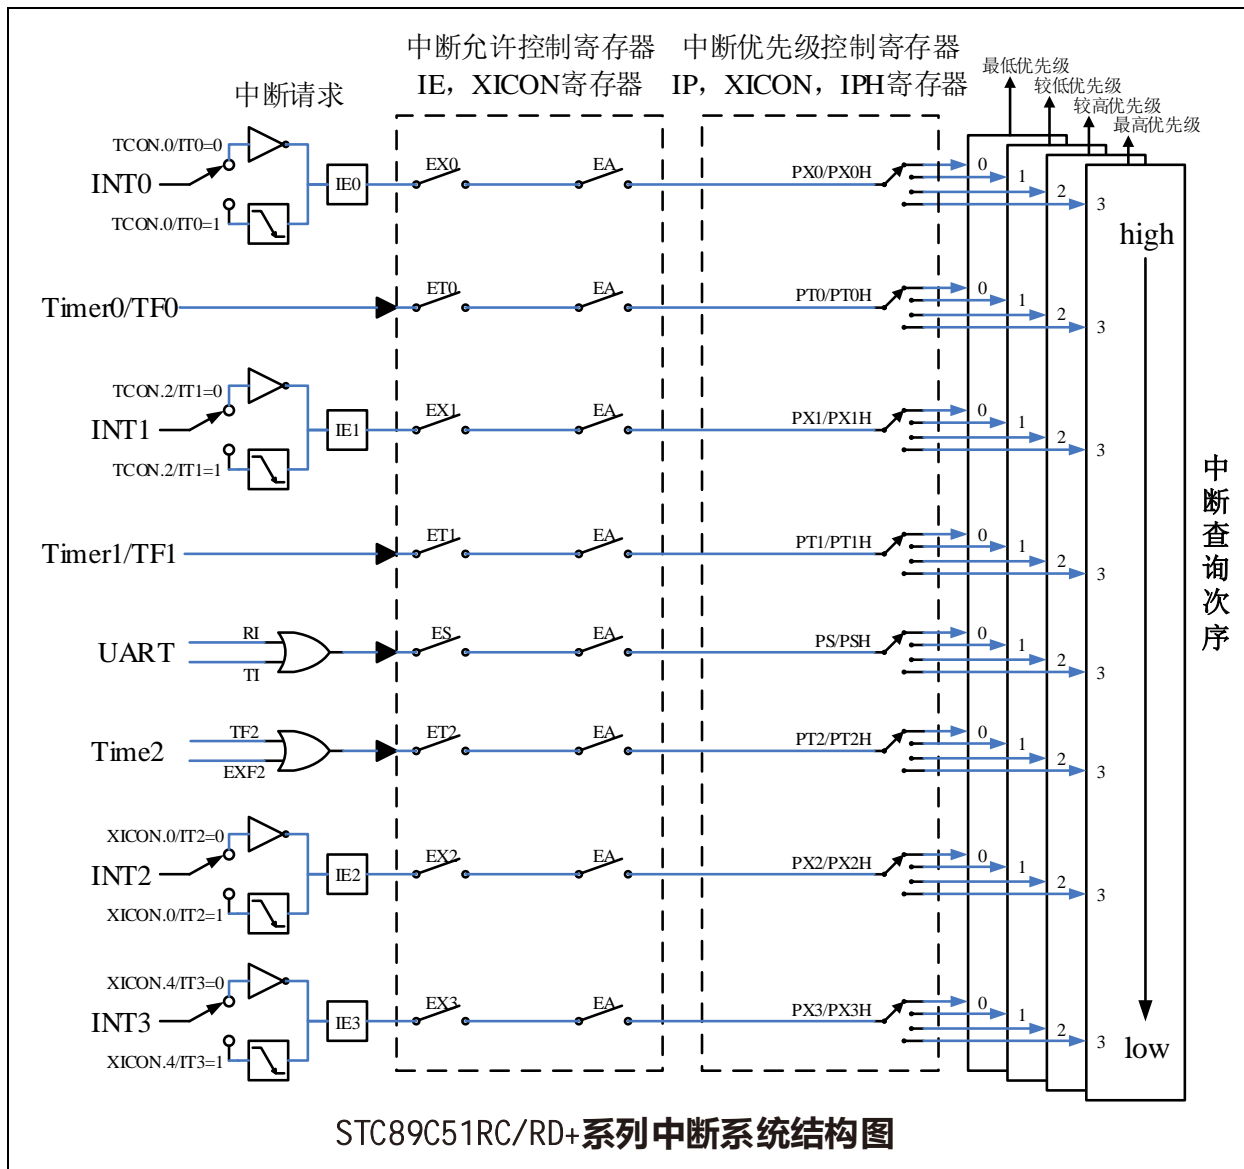 中断请求
中断允许控制寄存器
IE，XICON寄存器
中断优先级控制寄存器
IP，XICON，IPH寄存器
最低优先级
较低优先级
较高优先级
最高优先级
TCON.0/IT0=0
INT0
TCON.0/IT0=1
IE0
EX0
EA
PX0/PX0H
0
1
2
3
high
Timer0/TF0
ET0
EA
PT0/PT0H
0
1
2
3
TCON.2/IT1=0
INT1
TCON.2/IT1=1
IE1
EX1
EA
PX1/PX1H
0
1
2
3
Timer1/TF1
ET1
EA
PT1/PT1H
0
1
2
3
中断查询次序
UART
RI
TI
ES
EA
PS/PSH
0
1
2
3
Time2
TF2
EXF2
ET2
EA
PT2/PT2H
0
1
2
3
XICON.0/IT2=0
INT2
XICON.0/IT2=1
IE2
EX2
EA
PX2/PX2H
0
1
2
3
XICON.4/IT3=0
INT3
XICON.4/IT3=1
IE3
EX3
EA
PX3/PX3H
0
1
2
3
low
STC89C51RC/RD+系列中断系统结构图